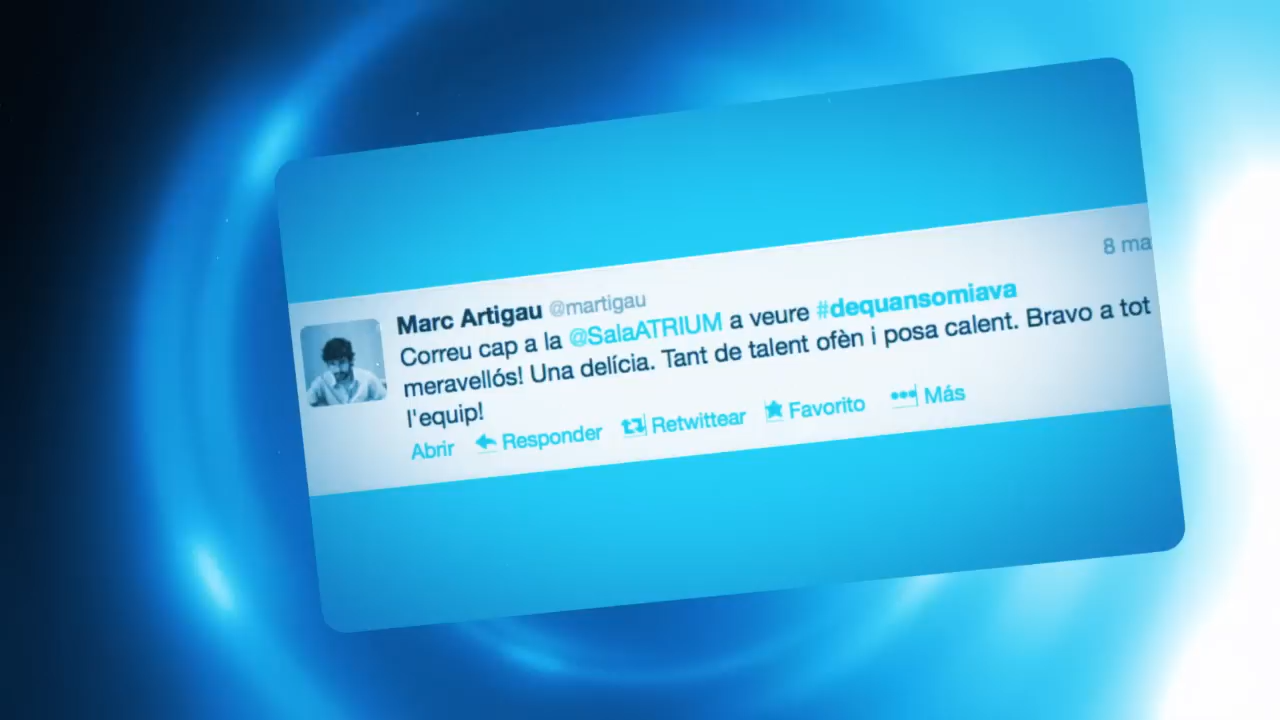 8 ma
Marc Artigau @martigau
Correu cap a la @SalaATRIUM a veure #dequansomiava
meravellós! Una delícia. Tant de talent ofèn i posa calent. Bravo a tot
l'equip!
Abrir Responder Retwittear Favorito Más